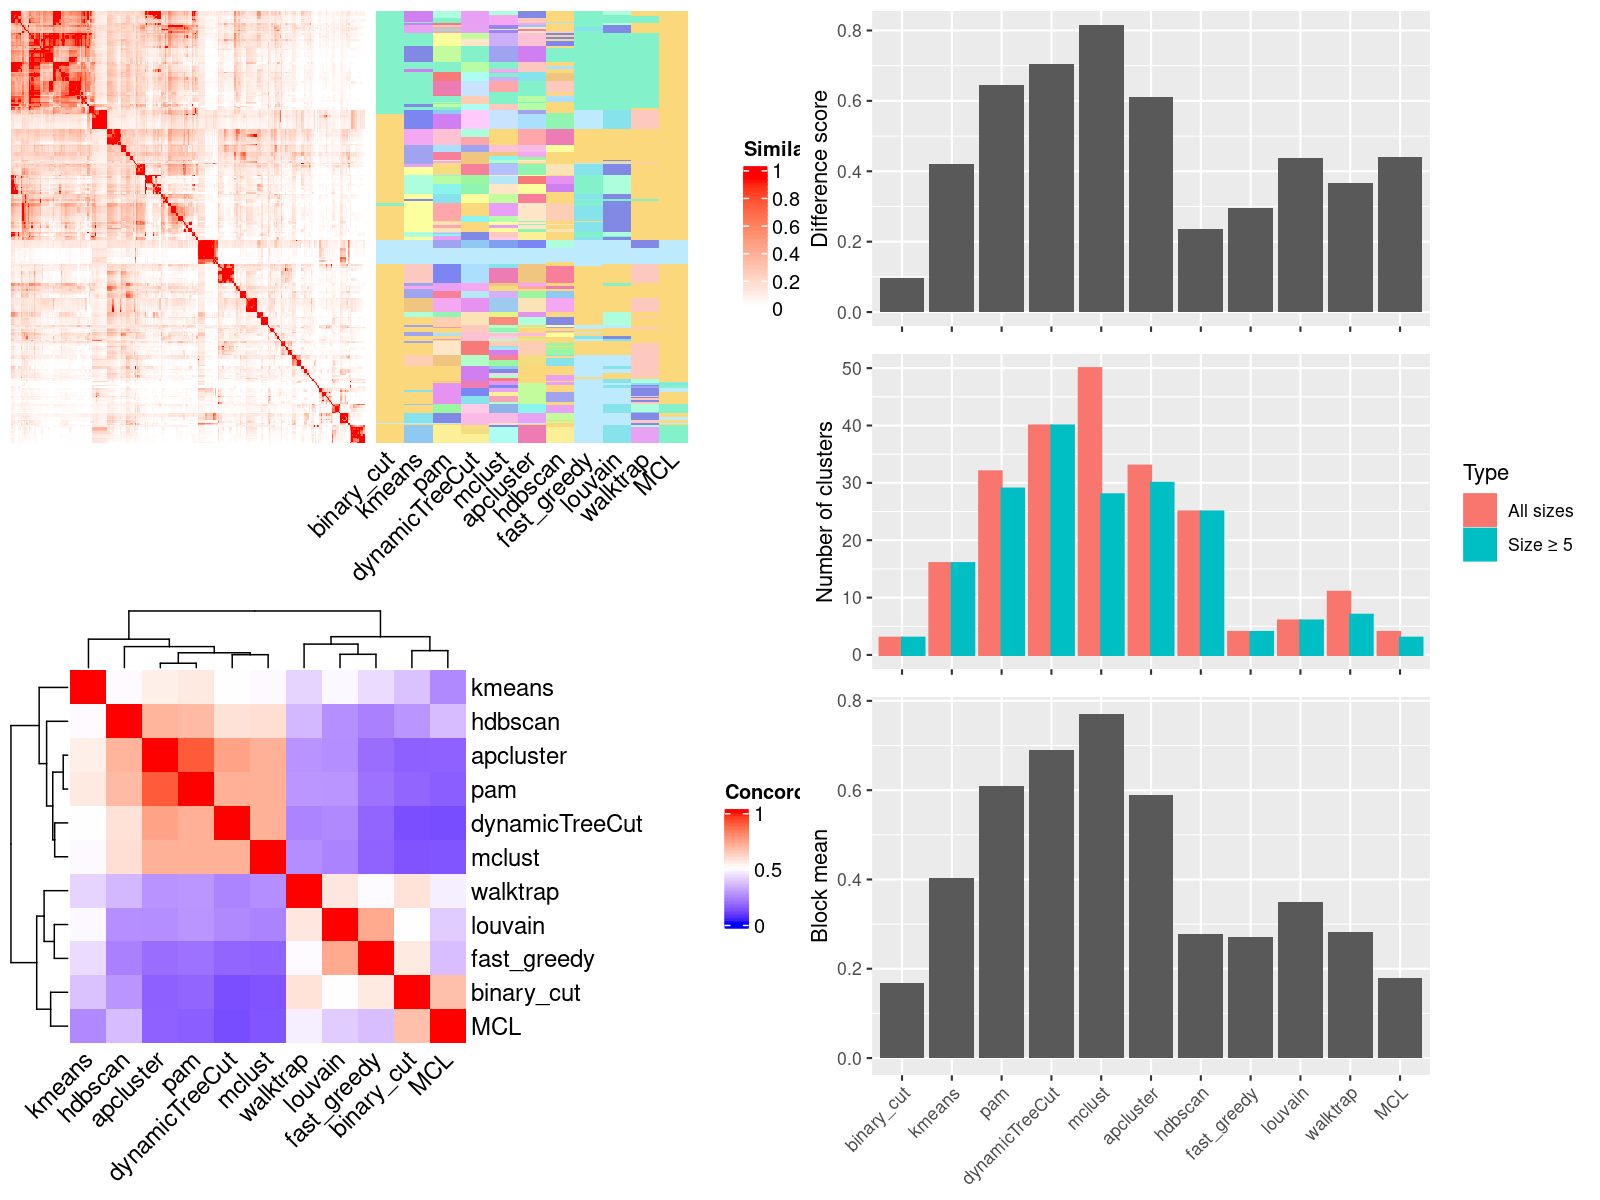 Simila
1
0.8
0.6
0.4
0.2
0
binary_cut
kmeans
pam
dynamicTreeCut
mclust
apcluster
hdbscan
fast_greedy
louvain
walktrap
MCL
kmeans
hdbscan
apcluster
pam
dynamicTreeCut
mclust
walktrap
louvain
fast_greedy
binary_cut
MCL
kmeans
hdbscan
apcluster
pam
dynamicTreeCut
mclust
walktrap
louvain
fast_greedy
binary_cut
MCL
Concord
1
0.5
0
Difference score
0.8
0.6
0.4
0.2
0.0
Number of clusters
50
40
30
20
10
0
Type
All sizes
Size ≥ 5
Block mean
0.8
0.6
0.4
0.2
0.0
binary_cut
kmeans
pam
dynamicTreeCut
mclust
apcluster
hdbscan
fast_greedy
louvain
walktrap
MCL